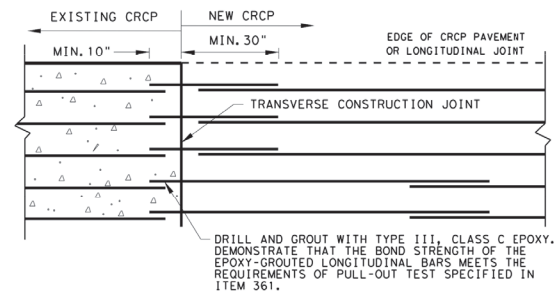 EXISTING CRCP
NEW CRCP
MIN. 10"
MIN. 30"
EDGE OF CRCP PAVEMENT
OR LONGITUDINAL JOINT
TRANSVERSE CONSTRUCTION JOINT
DRILL AND GROUT WITH TYPE III, CLASS C EPOXY.
DEMONSTRATE THAT THE BOND STRENGTH OF THE
EPOXY-GROUTED LONGITUDINAL BARS MEETS THE
REQUIREMENTS OF PULL-OUT TEST SPECIFIED IN
ITEM 361.